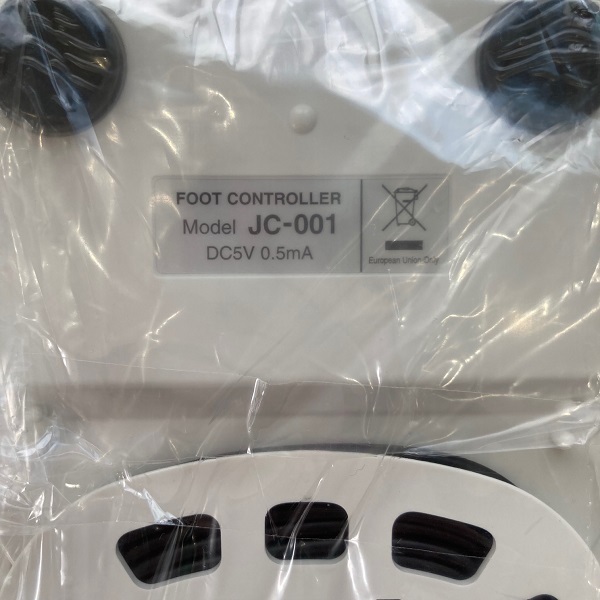 FOOT CONTROLLER
Model JC-001
DC5V 0.5mA
European Union Only